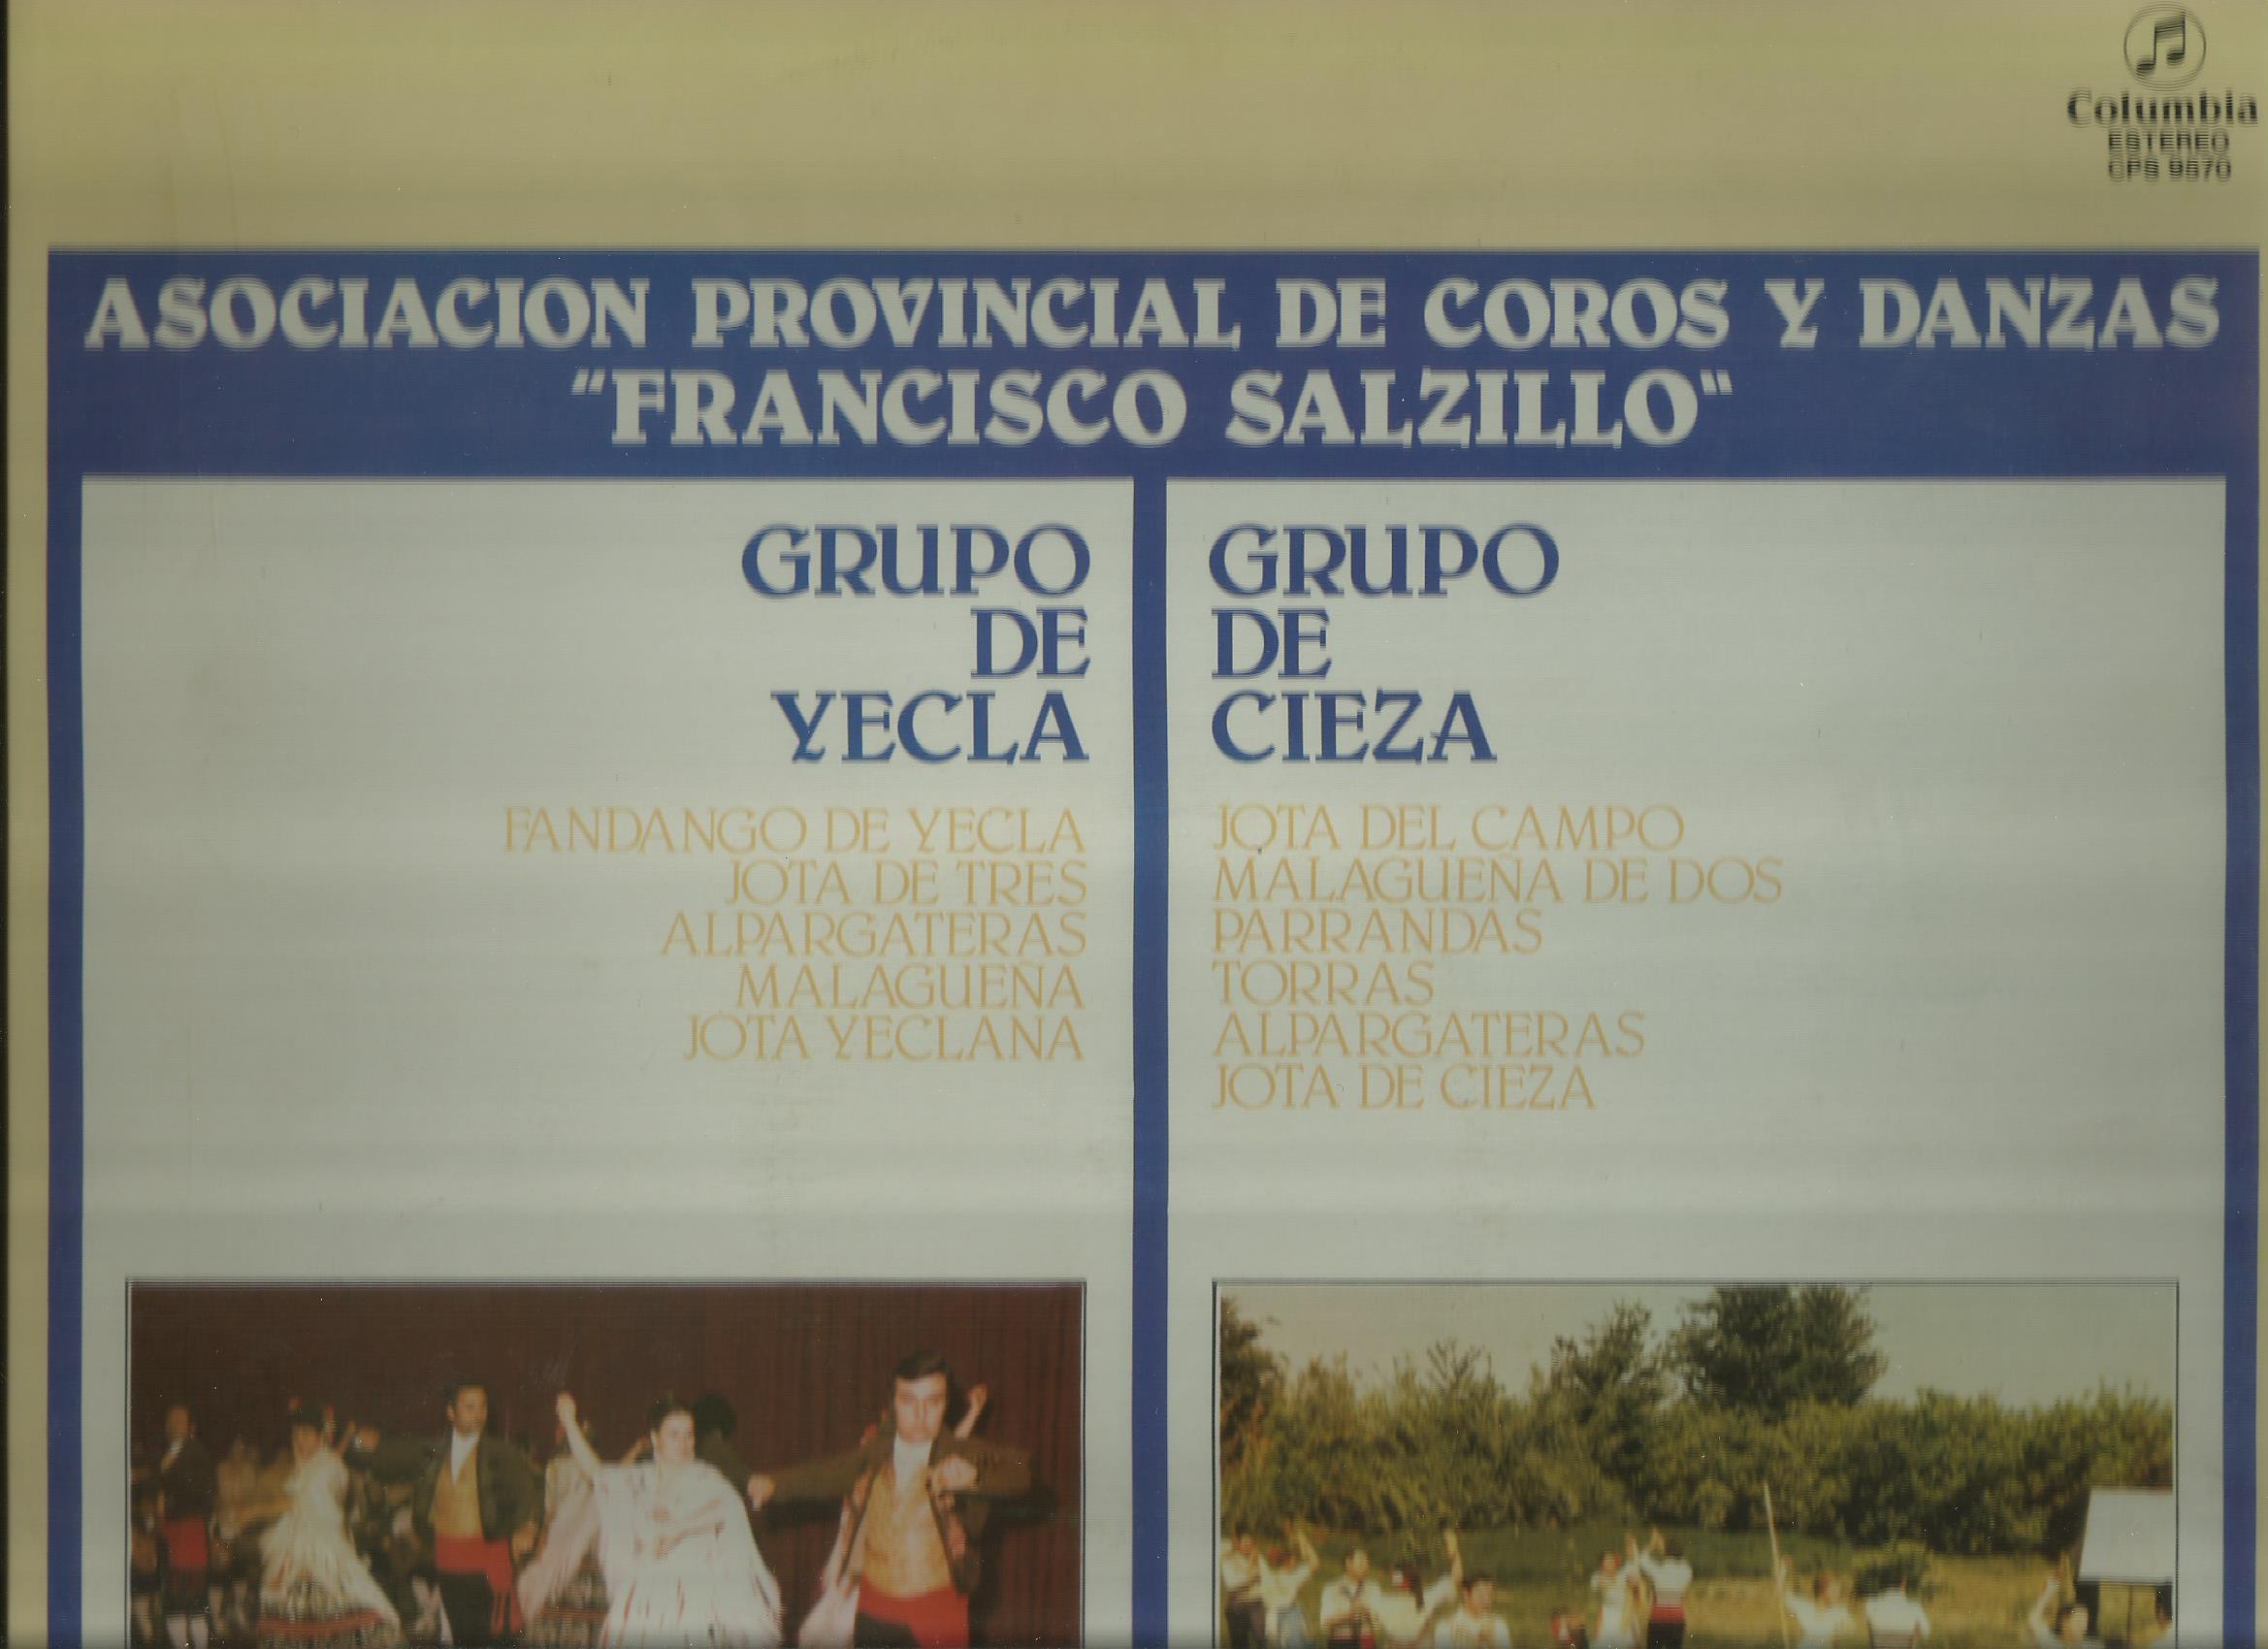 Columbia
ESTEREO
CPS 9570
ASOCIACION PROVINCIAL DE COROS Y DANZAS
"FRANCISCO SALZILLO"
GRUPO
DE
YECLA
FANDANGO DE YECLA
JOTA DE TRES
ALPARGATERAS
MALAGUEÑA
JOTA YECLANA
GRUPO
DE
CIEZA
JOTA DEL CAMPO
MALAGUEÑA DE DOS
PARRANDAS
TORRAS
ALPARGATERAS
JOTA DE CIEZA